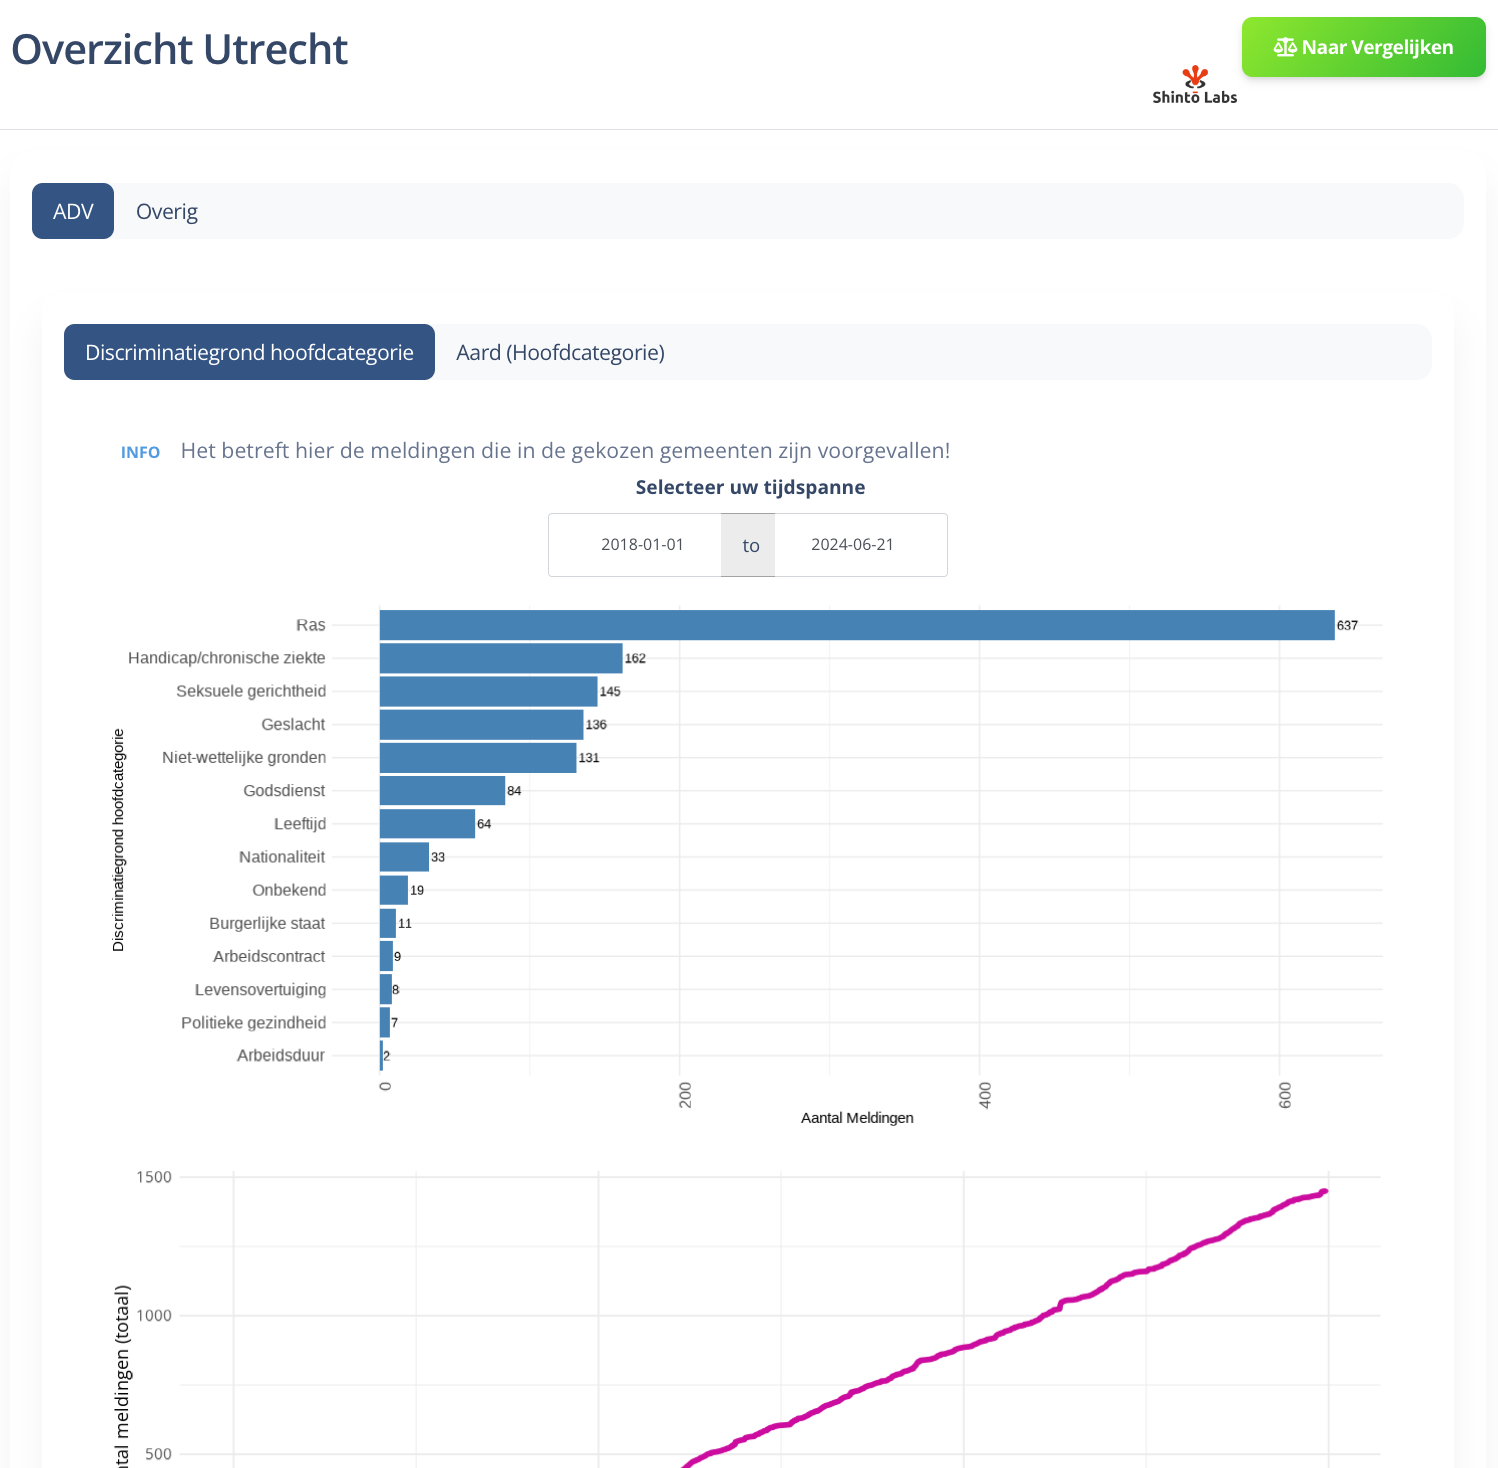 Overzicht Utrecht
Naar Vergelijken
Shintō Labs
ADV
Overig
Discriminatiegrond hoofdcategorie
Aard (Hoofdcategorie)
INFO Het betreft hier de meldingen die in de gekozen gemeenten zijn voorgevallen!
Selecteer uw tijdspanne
2018-01-01 to 2024-06-21
Discriminatiegrond hoofdcategorie
Ras 637
Handicap/chronische ziekte 162
Seksuele gerichtheid 145
Geslacht 136
Niet-wettelijke gronden 131
Godsdienst 84
Leeftijd 64
Nationaliteit 33
Onbekend 19
Burgerlijke staat 11
Arbeidscontract 9
Levensovertuiging 8
Politieke gezindheid 7
Arbeidsduur 2
0 200 400 600
Aantal Meldingen
1500
1000
500
meldingen (totaal)